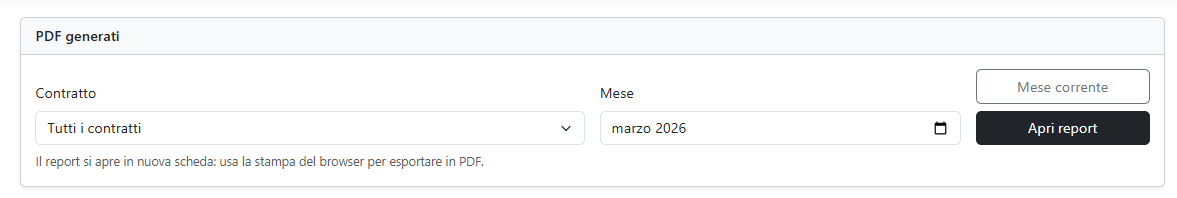 PDF generati
Contratto
Mese
Mese corrente
Tutti i contratti
marzo 2026
Apri report
Il report si apre in nuova scheda: usa la stampa del browser per esportare in PDF.